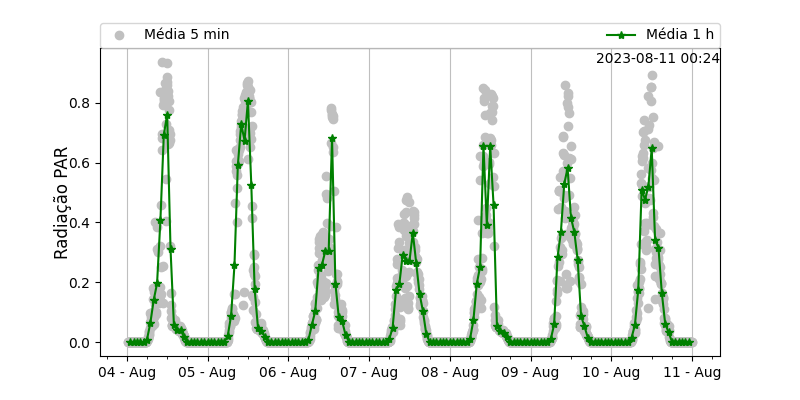 Média 5 min
Média 1 h
2023-08-11 00:24
Radiação PAR
0.8
0.6
0.4
0.2
0.0
04 - Aug
05 - Aug
06 - Aug
07 - Aug
08 - Aug
09 - Aug
10 - Aug
11 - Aug